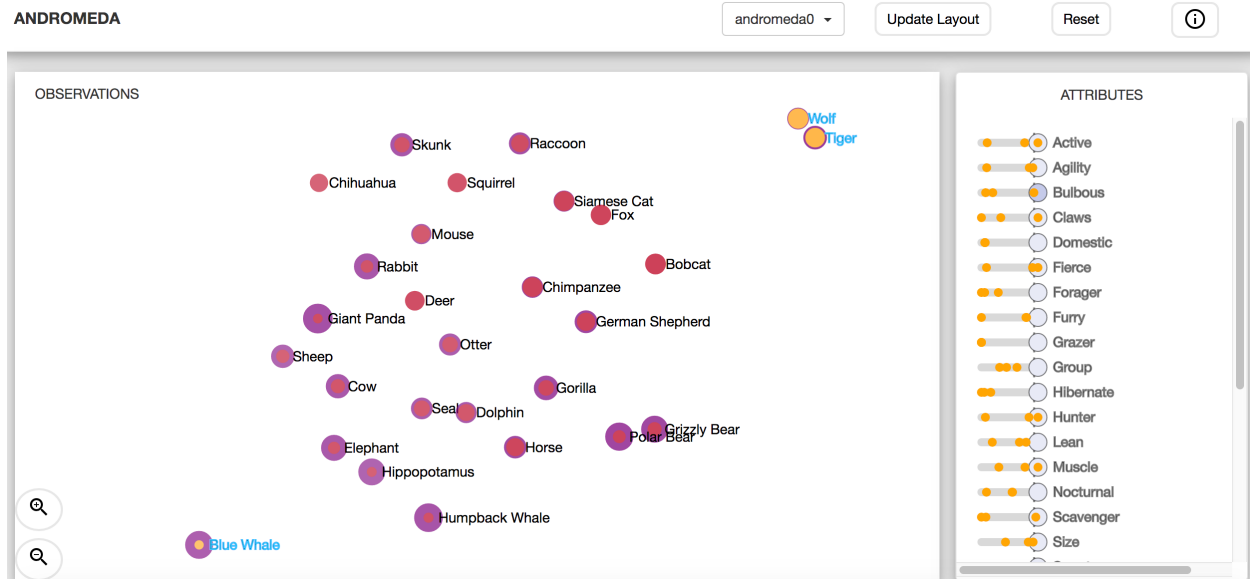 ANDROMEDA
andromeda0
Update Layout
Reset
OBSERVATIONS
ATTRIBUTES
Wolf
Tiger
Skunk
Raccoon
Chihuahua
Squirrel
Siamese Cat
Fox
Mouse
Rabbit
Bobcat
Chimpanzee
Deer
Giant Panda
German Shepherd
Otter
Sheep
Cow
Gorilla
Seal
Dolphin
Grizzly Bear
Polar Bear
Elephant
Horse
Hippopotamus
Humpback Whale
Blue Whale
Active
Agility
Bulbous
Claws
Domestic
Fierce
Forager
Furry
Grazer
Group
Hibernate
Hunter
Lean
Muscle
Nocturnal
Scavenger
Size